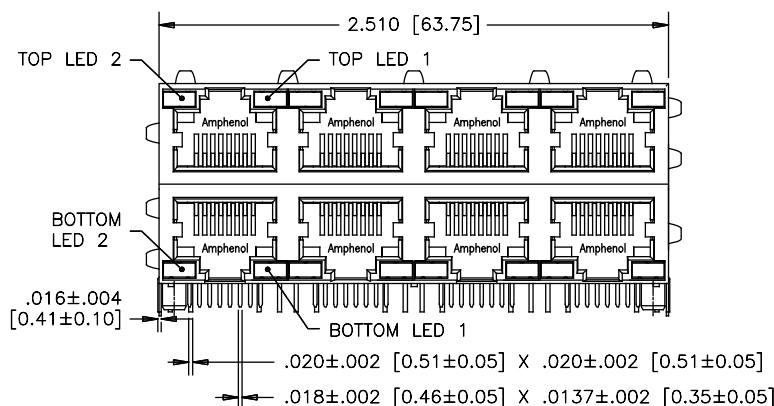 2.510 [63.75]
TOP LED 2
TOP LED 1
Amphenol
Amphenol
Amphenol
Amphenol
BOTTOM
LED 2
Amphenol
Amphenol
Amphenol
Amphenol
.016±.004
[0.41±0.10]
BOTTOM LED 1
.020±.002 [0.51±0.05] X .020±.002 [0.51±0.05]
.018±.002 [0.46±0.05] X .0137±.002 [0.35±0.05]